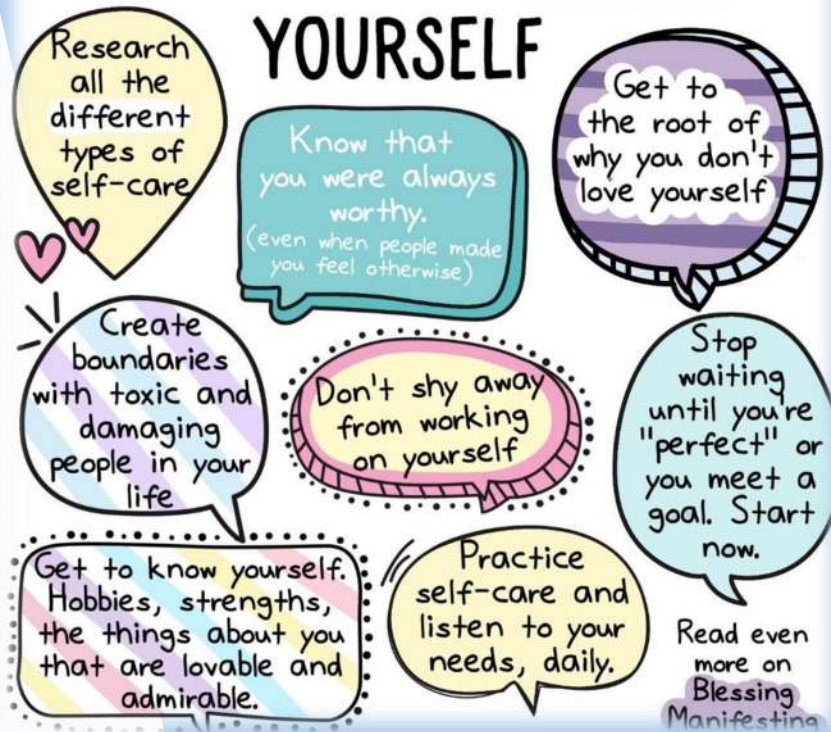 YOURSELF
Research
all the
different
types of
self-care
Know that
you were always
worthy.
(even when people made
you feel otherwise)
Get to
the root of
why you don't
love yourself
Create
boundaries
with toxic and
damaging
people in your
life
Don't shy away
from working
on yourself
Stop
waiting
until you're
"perfect" or
you meet a
goal. Start
now.
Get to know yourself.
Hobbies, strengths,
the things about you
that are lovable and
admirable.
Practice
self-care and
listen to your
needs, daily.
Read even
more on
Blessing
Manifesting